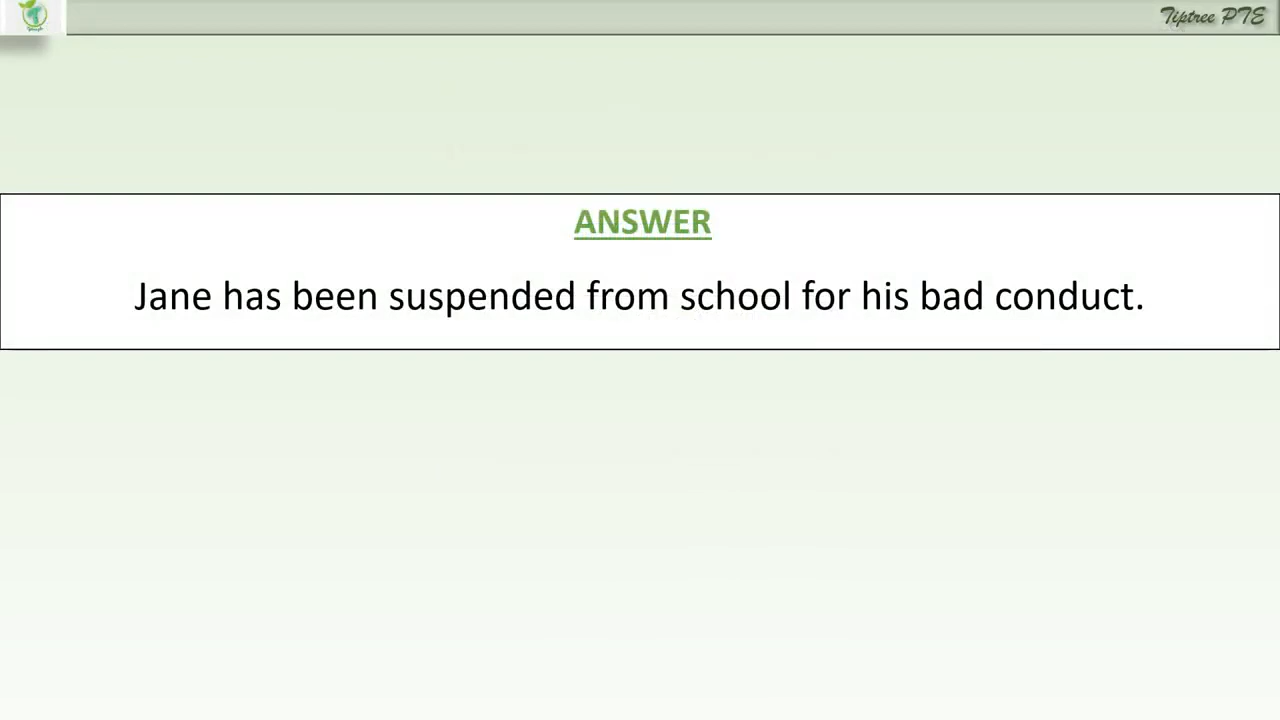 Tiptree PTE
ANSWER
Jane has been suspended from school for his bad conduct.